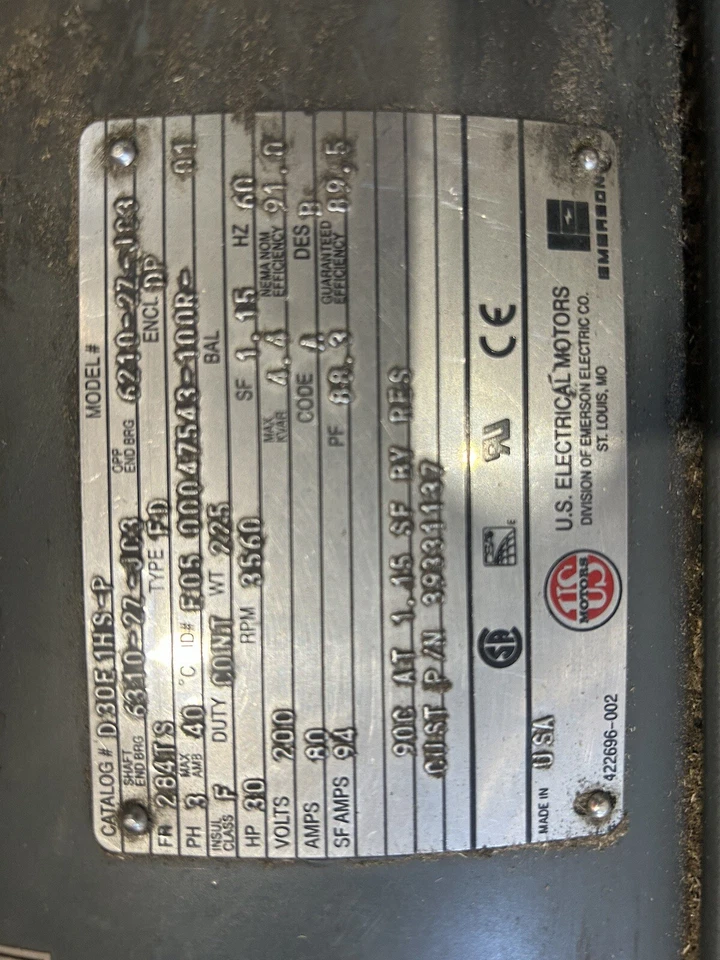 CATALOG # D30E1HS-P MODEL #
SHAFT END BRG 6310-2Z-JC3 OPP END BRG 6210-2Z-JC3
FR 284TS TYPE FD ENCL DP
PH 3 MAX AMB 40 °C ID# F05 00047543-100R- 01
INSUL CLASS F DUTY CONT WT 225 BAL
HP 30 RPM 3560 SF 1.15 HZ 60
VOLTS 200 MAX KVAR 4.4 NEMA NOM EFFICIENCY 91.0
AMPS 80 CODE A DES B
SF AMPS 94 PF 88.3 GUARANTEED EFFICIENCY 89.5
90C AT 1.15 SF BY RES
CUST P/N 39331137
MADE IN USA
422696-002
US MOTORS
U.S. ELECTRICAL MOTORS
DIVISION OF EMERSON ELECTRIC CO.
ST. LOUIS, MO
EMERSON
CE